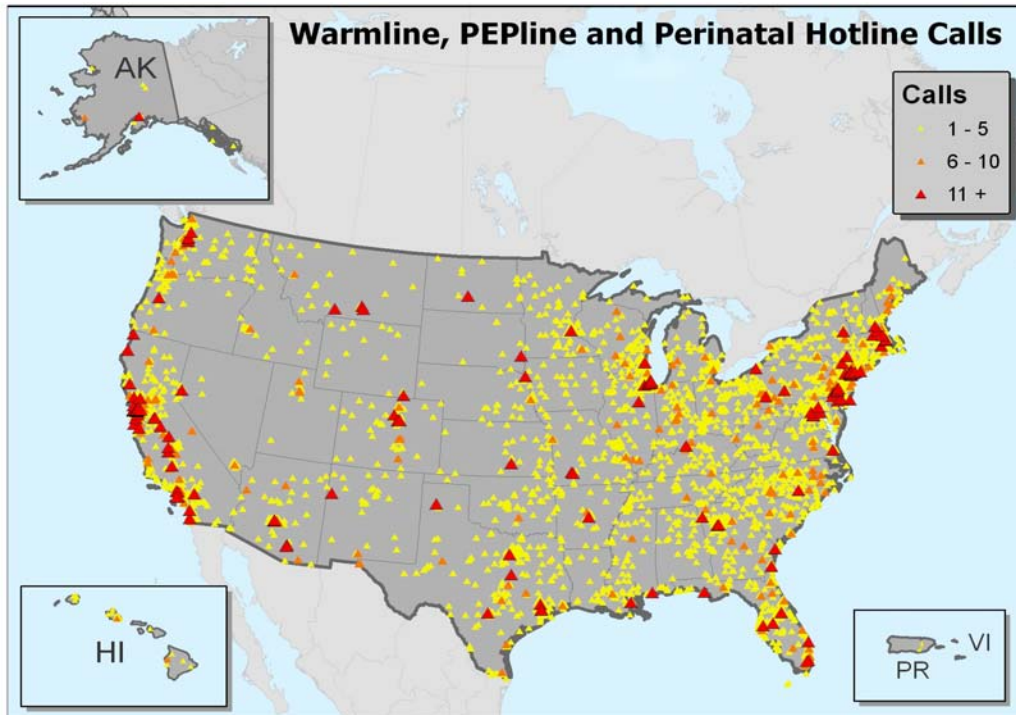 Warmline, PEPline and Perinatal Hotline Calls
AK
Calls
1 - 5
6 - 10
11 +
HI
PR
VI